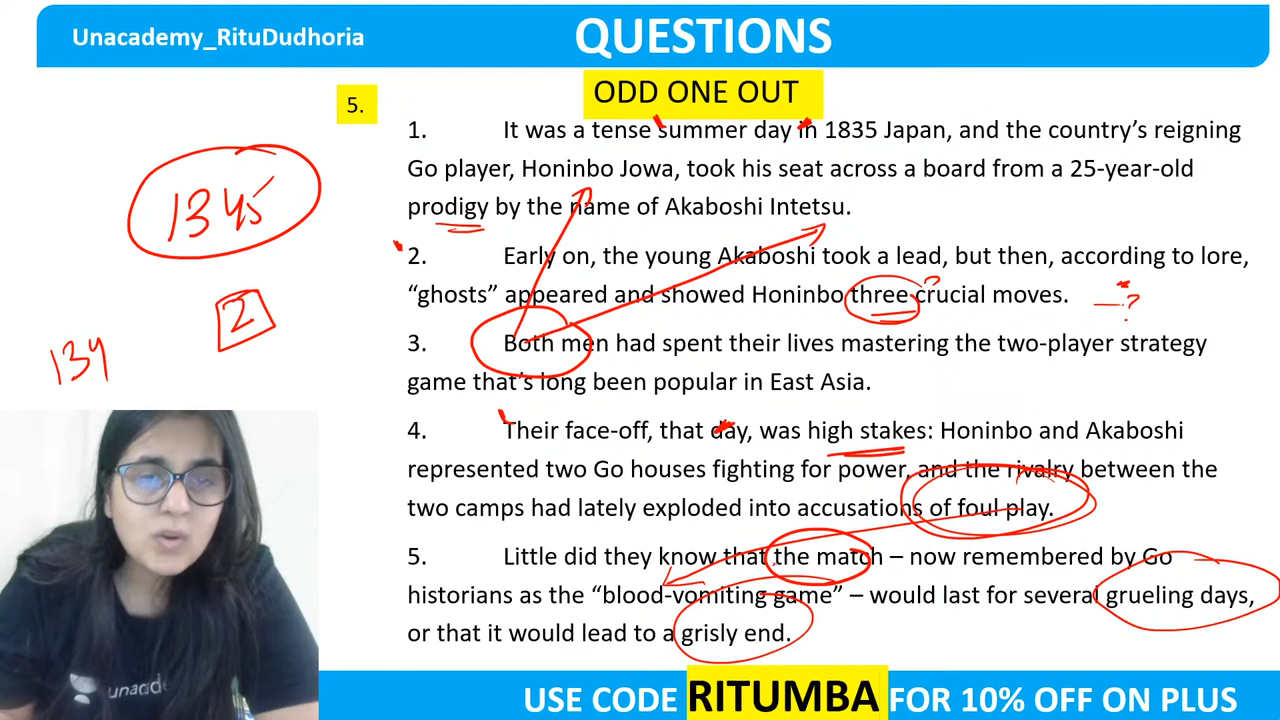 Unacademy_RituDudhoria
QUESTIONS
ODD ONE OUT
5.
1. It was a tense summer day in 1835 Japan, and the country's reigning
Go player, Honinbo Jowa, took his seat across a board from a 25-year-old
prodigy by the name of Akaboshi Intetsu.
2. Early on, the young Akaboshi took a lead, but then, according to lore,
“ghosts” appeared and showed Honinbo three crucial moves.
3. Both men had spent their lives mastering the two-player strategy
game that's long been popular in East Asia.
4. Their face-off, that day, was high stakes: Honinbo and Akaboshi
represented two Go houses fighting for power, and the rivalry between the
two camps had lately exploded into accusations of foul play.
5. Little did they know that the match – now remembered by Go
historians as the “blood-vomiting game” – would last for several grueling days,
or that it would lead to a grisly end.
1345
2
134
?
?
unacade
USE CODE RITUMBA FOR 10% OFF ON PLUS